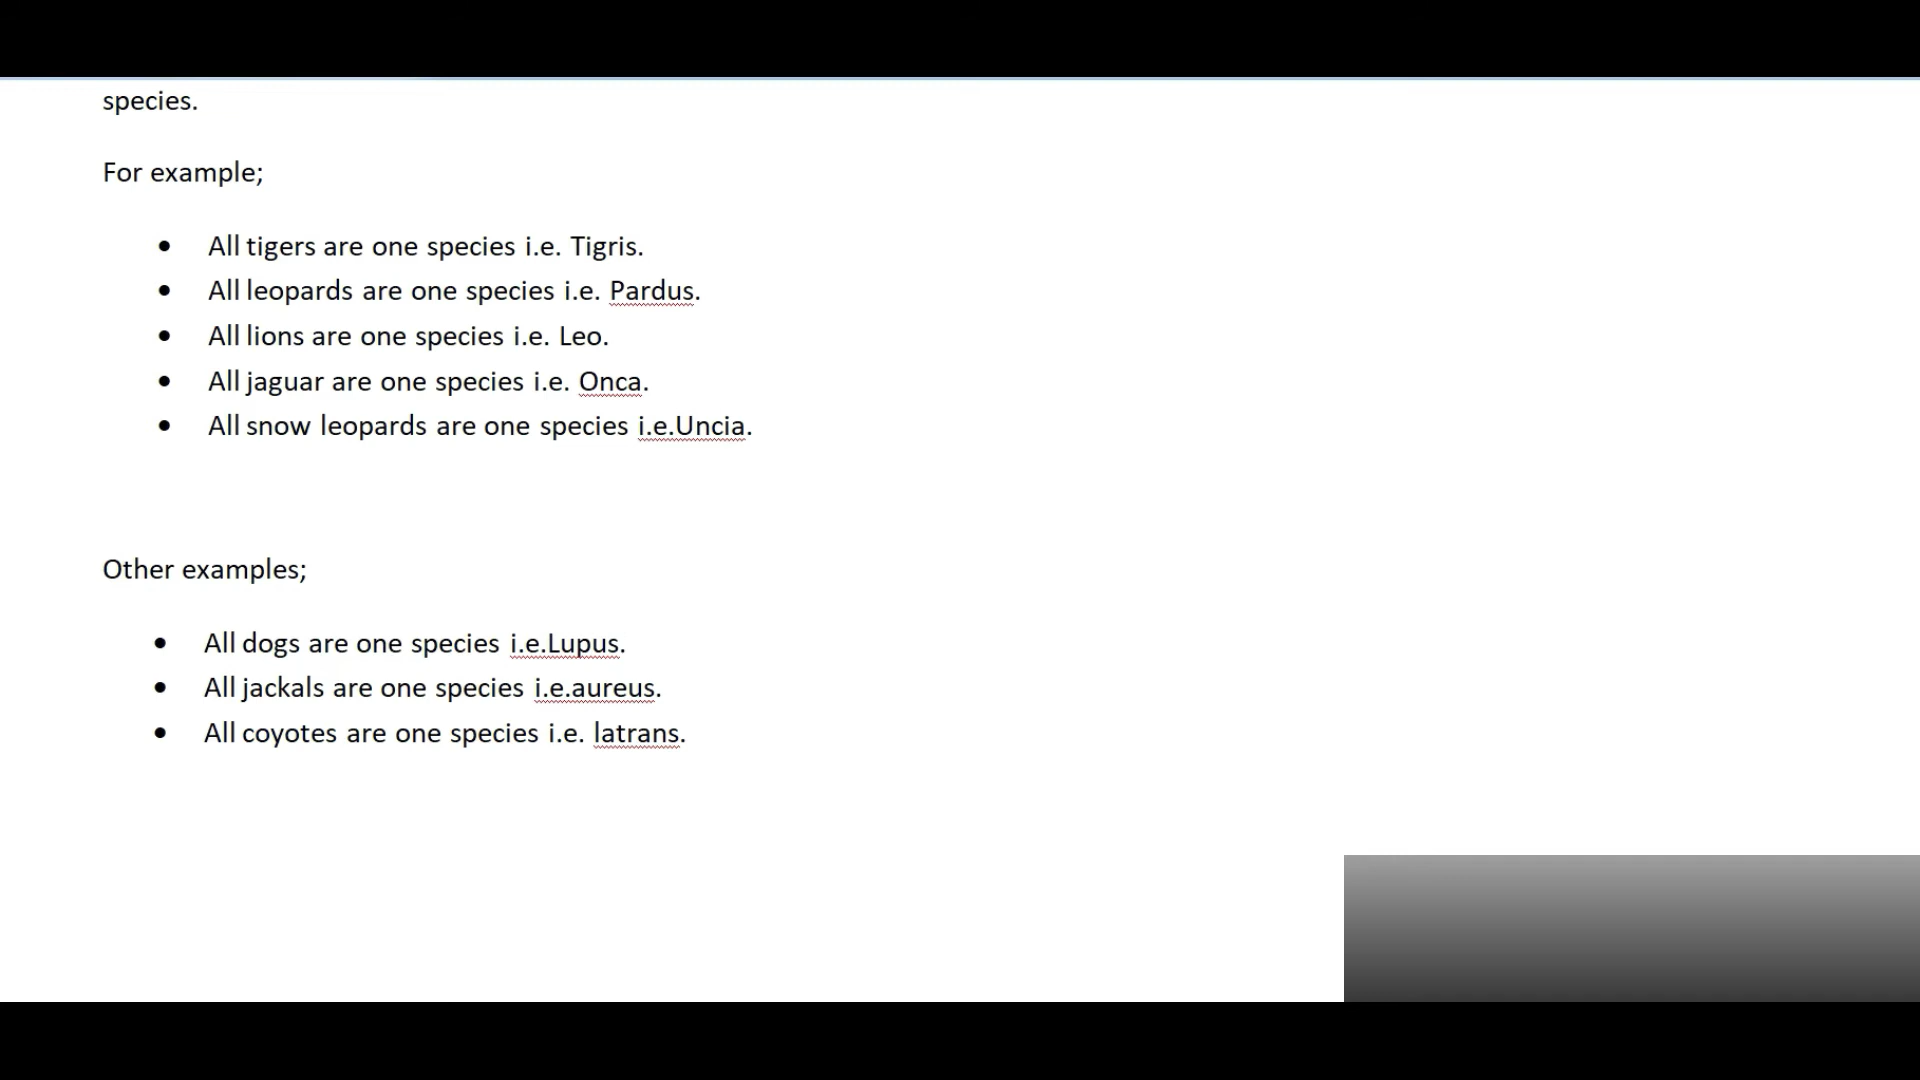 species.
For example;
• All tigers are one species i.e. Tigris.
• All leopards are one species i.e. Pardus.
• All lions are one species i.e. Leo.
• All jaguar are one species i.e. Onca.
• All snow leopards are one species i.e.Uncia.
Other examples;
• All dogs are one species i.e.Lupus.
• All jackals are one species i.e.aureus.
• All coyotes are one species i.e. latrans.